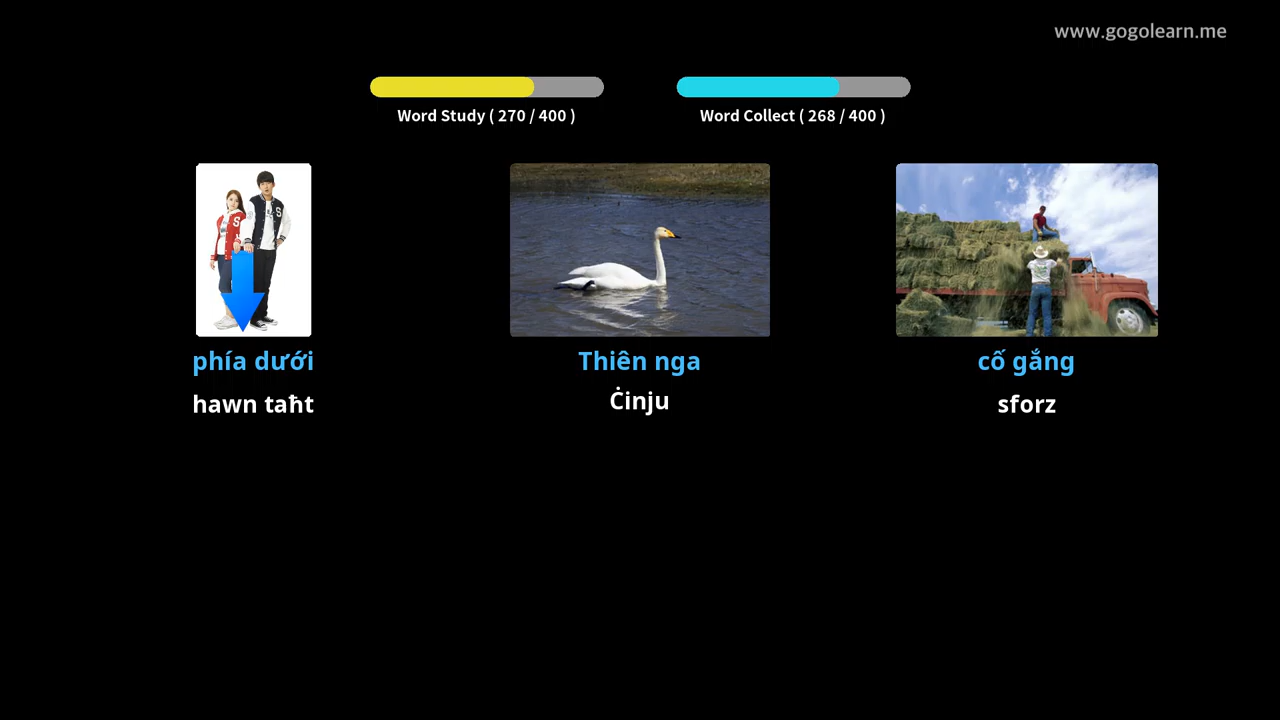 www.gogolearn.me
Word Study ( 270 / 400 )
Word Collect ( 268 / 400 )
phía dưới
Thiên nga
cố gắng
hawn taħt
Ċinju
sforz